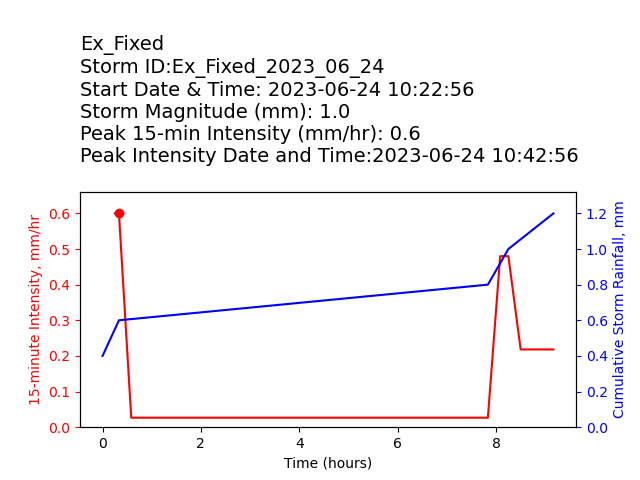 Ex_Fixed
Storm ID:Ex_Fixed_2023_06_24
Start Date & Time: 2023-06-24 10:22:56
Storm Magnitude (mm): 1.0
Peak 15-min Intensity (mm/hr): 0.6
Peak Intensity Date and Time:2023-06-24 10:42:56
15-minute Intensity, mm/hr
0.6
0.5
0.4
0.3
0.2
0.1
0.0
1.2
1.0
0.8
0.6
0.4
0.2
0.0
Cumulative Storm Rainfall, mm
0 2 4 6 8
Time (hours)